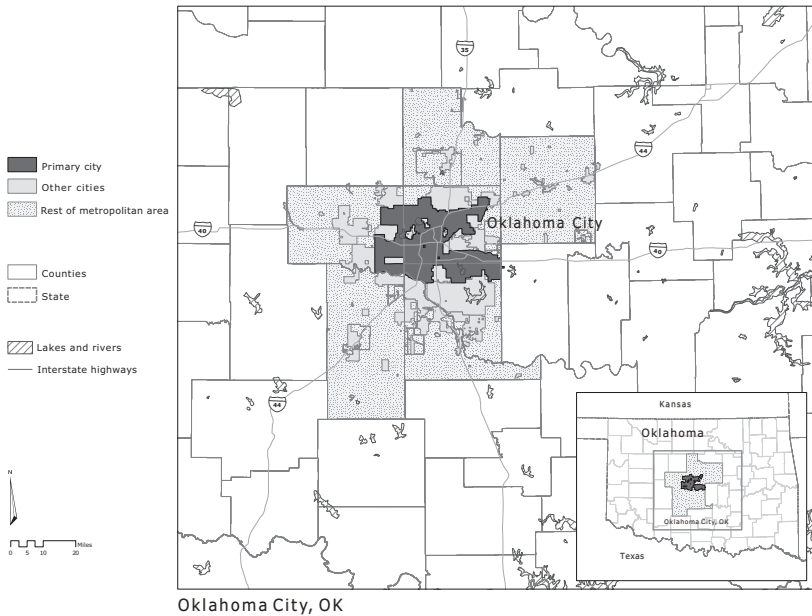 35
44
40
Oklahoma City
40
44
Primary city
Other cities
Rest of metropolitan area
Counties
State
Lakes and rivers
Interstate highways
N
0 5 10 20
Miles
Kansas
Oklahoma
Oklahoma City, OK
Texas
Oklahoma City, OK